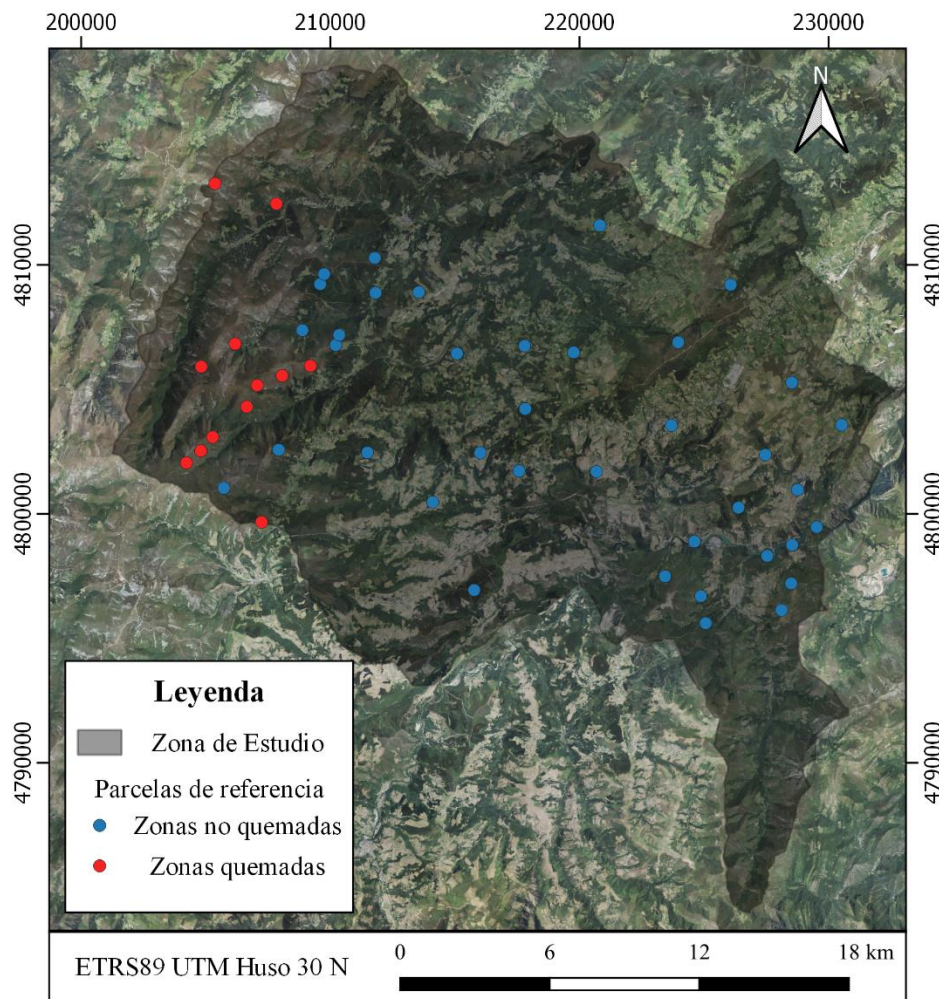 200000 210000 220000 230000
N
4810000 4810000
4800000 4800000
4790000 4790000
Leyenda
Zona de Estudio
Parcelas de referencia
Zonas no quemadas
Zonas quemadas
ETRS89 UTM Huso 30 N
0 6 12 18 km